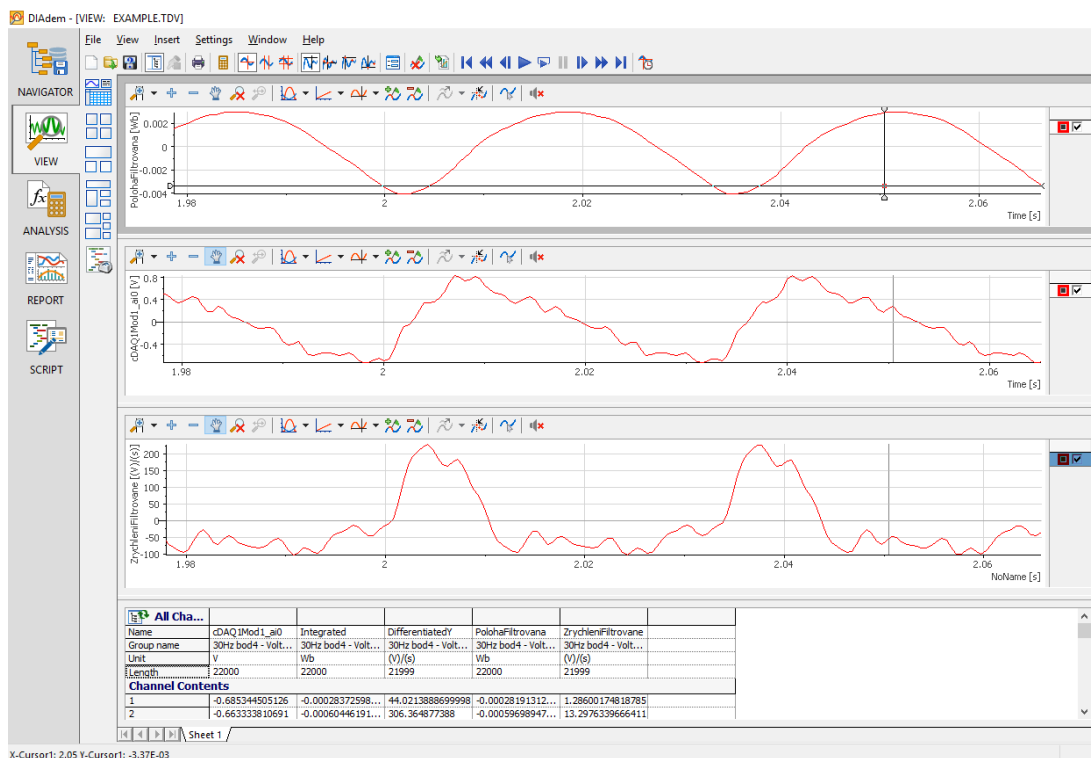 DIAdem - [VIEW:   EXAMPLE.TDV]
File View Insert Settings Window Help
NAVIGATOR
VIEW
ANALYSIS
REPORT
SCRIPT
PolohaFiltrovana [Wb]
0.002
0
-0.002
-0.004
1.98 2 2.02 2.04 2.06
Time [s]
cDAQ1Mod1_ai0 [V]
0.8
0.4
0
-0.4
1.98 2 2.02 2.04 2.06
Time [s]
ZrychleniFiltrovane [(V)/(s)]
200
150
100
50
0
-50
-100
1.98 2 2.02 2.04 2.06
NoName [s]
All Cha...
Name cDAQ1Mod1_ai0 Integrated DifferentiatedY PolohaFiltrovana ZrychleniFiltrovane
Group name 30Hz bod4 - Volt... 30Hz bod4 - Volt... 30Hz bod4 - Volt... 30Hz bod4 - Volt... 30Hz bod4 - Volt...
Unit V Wb (V)/(s) Wb (V)/(s)
Length 22000 22000 21999 22000 21999
Channel Contents
1 -0.685344505126 -0.00028372598... 44.0213888699998 -0.00028191312... 1.28600174818785
2 -0.663333810691 -0.00060446191... 306.364877388 -0.00059698947... 13.2976339666411
Sheet 1
X-Cursor1: 2.05 Y-Cursor1: -3.37E-03